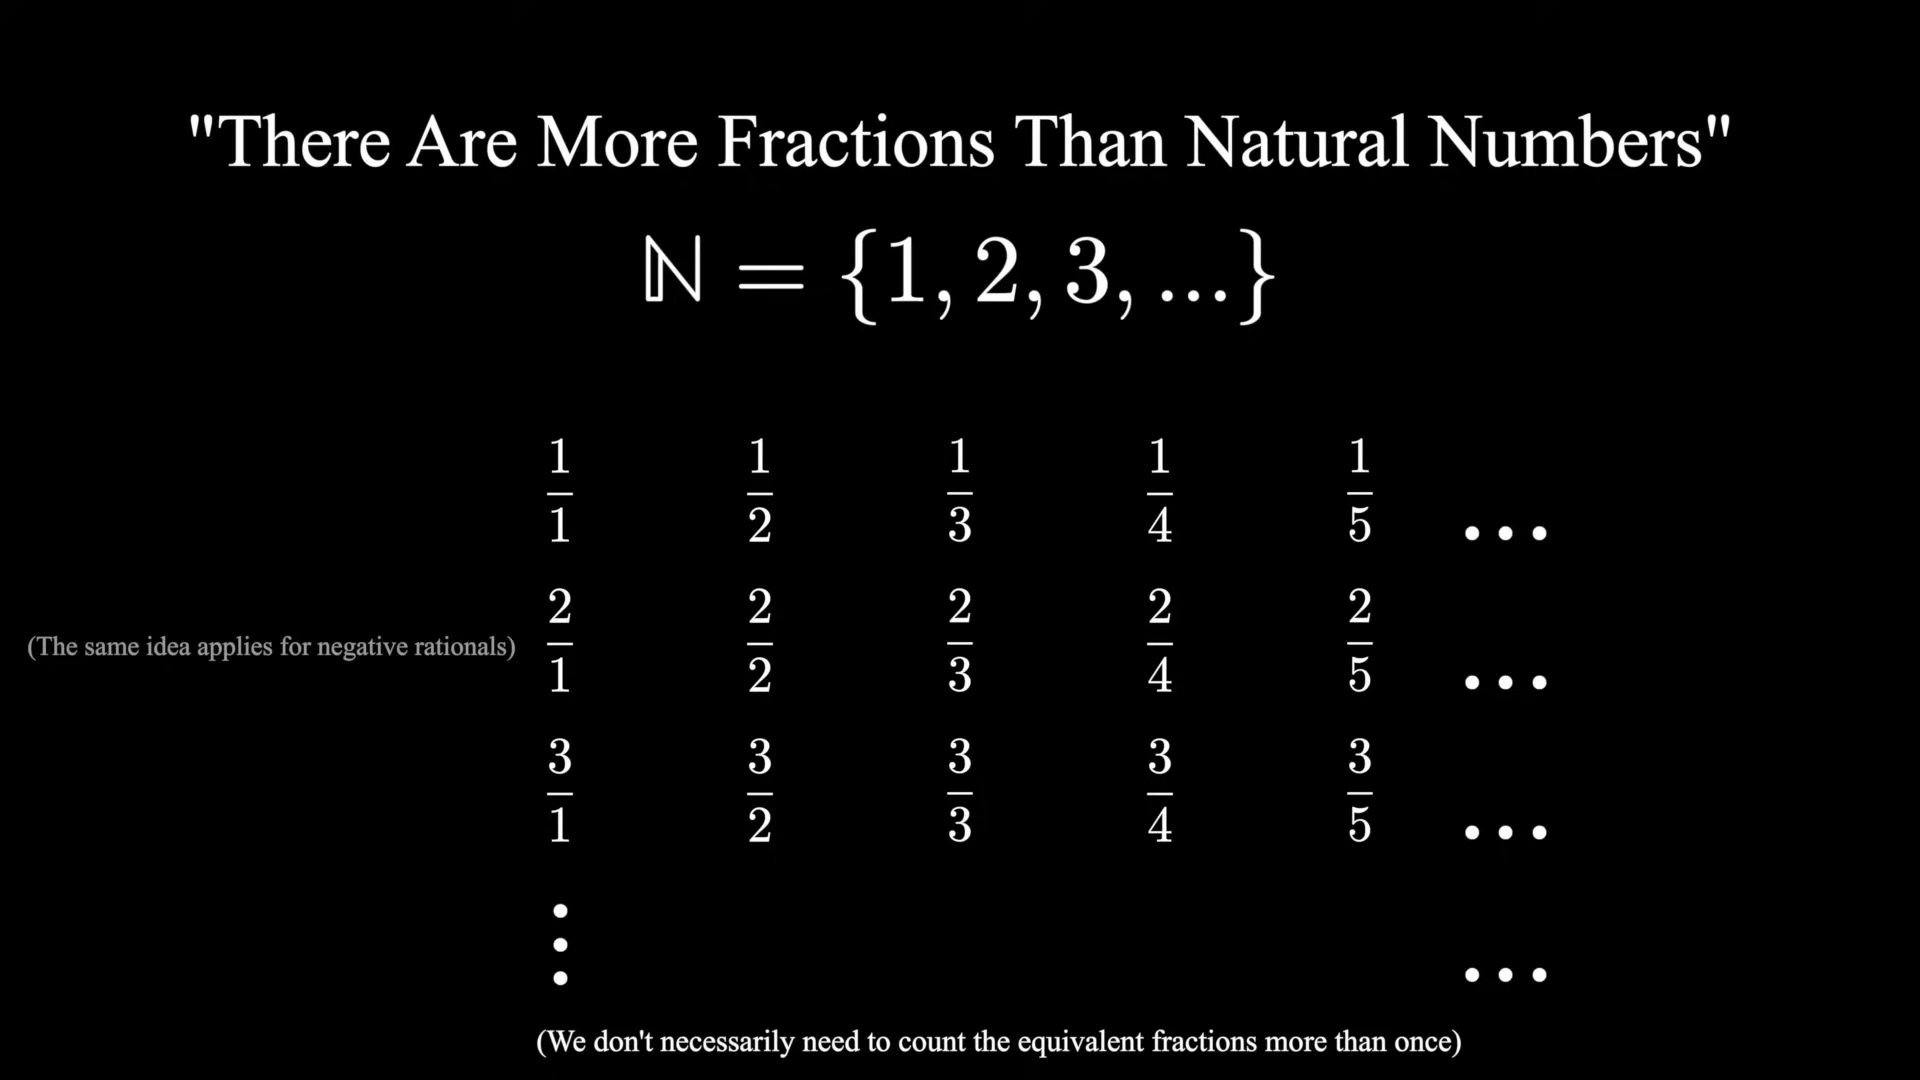 "There Are More Fractions Than Natural Numbers"
ℕ = {1, 2, 3, ...}
1/1 1/2 1/3 1/4 1/5 ...
(The same idea applies for negative rationals) 2/1 2/2 2/3 2/4 2/5 ...
3/1 3/2 3/3 3/4 3/5 ...
⋮ ...
(We don't necessarily need to count the equivalent fractions more than once)